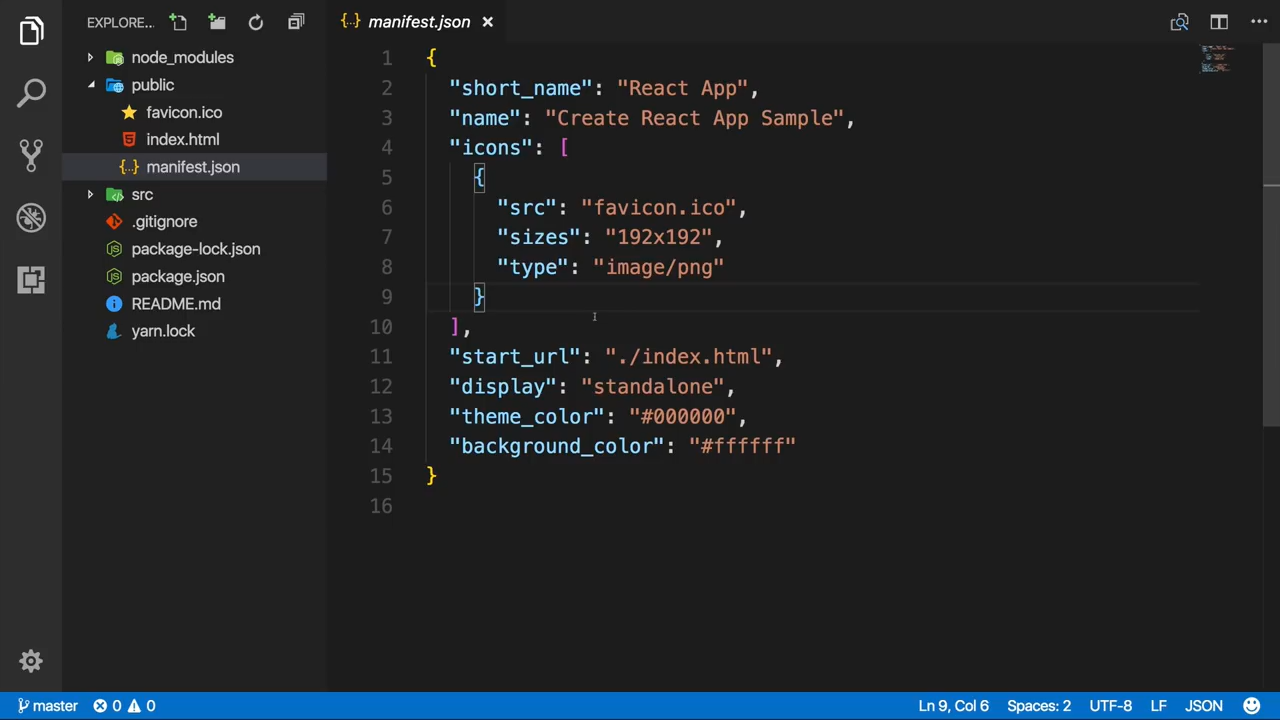 EXPLORE...
node_modules
public
favicon.ico
index.html
manifest.json
src
.gitignore
package-lock.json
package.json
README.md
yarn.lock
manifest.json
1 {
2 "short_name": "React App",
3 "name": "Create React App Sample",
4 "icons": [
5 {
6 "src": "favicon.ico",
7 "sizes": "192x192",
8 "type": "image/png"
9 }
10 ],
11 "start_url": "./index.html",
12 "display": "standalone",
13 "theme_color": "#000000",
14 "background_color": "#ffffff"
15 }
16
master 0 0 Ln 9, Col 6 Spaces: 2 UTF-8 LF JSON